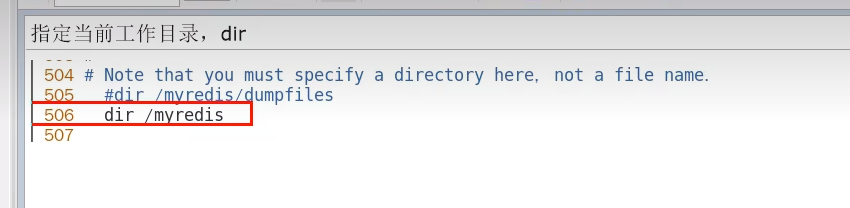 指定当前工作目录，dir
504 # Note that you must specify a directory here, not a file name.
505 #dir /myredis/dumpfiles
506 dir /myredis
507